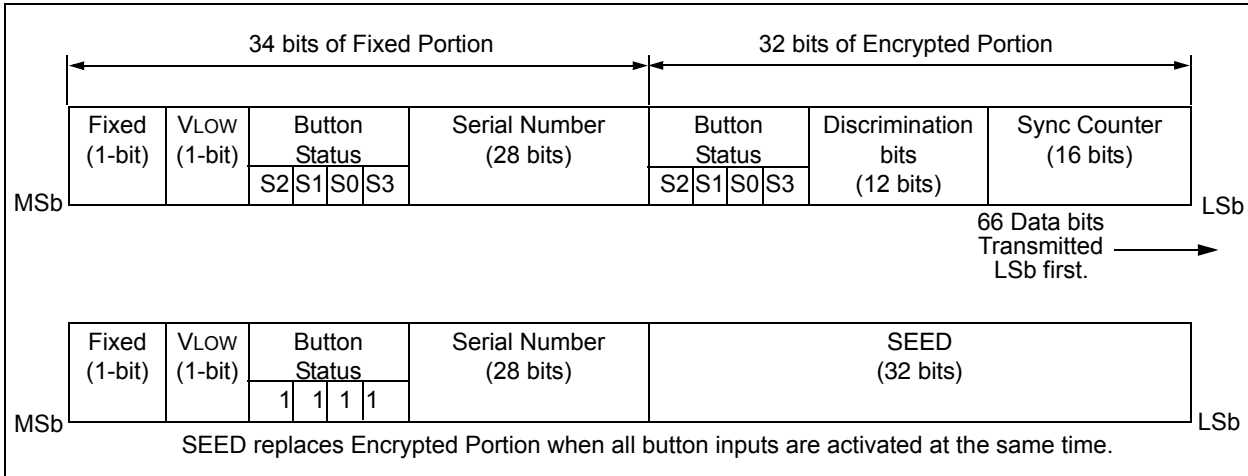 34 bits of Fixed Portion
32 bits of Encrypted Portion
Fixed
(1-bit)
VLOW
(1-bit)
Button
Status
S2 S1 S0 S3
Serial Number
(28 bits)
Button
Status
S2 S1 S0 S3
Discrimination
bits
(12 bits)
Sync Counter
(16 bits)
MSb
LSb
66 Data bits
Transmitted
LSb first.
Fixed
(1-bit)
VLOW
(1-bit)
Button
Status
1 1 1 1
Serial Number
(28 bits)
SEED
(32 bits)
MSb
LSb
SEED replaces Encrypted Portion when all button inputs are activated at the same time.